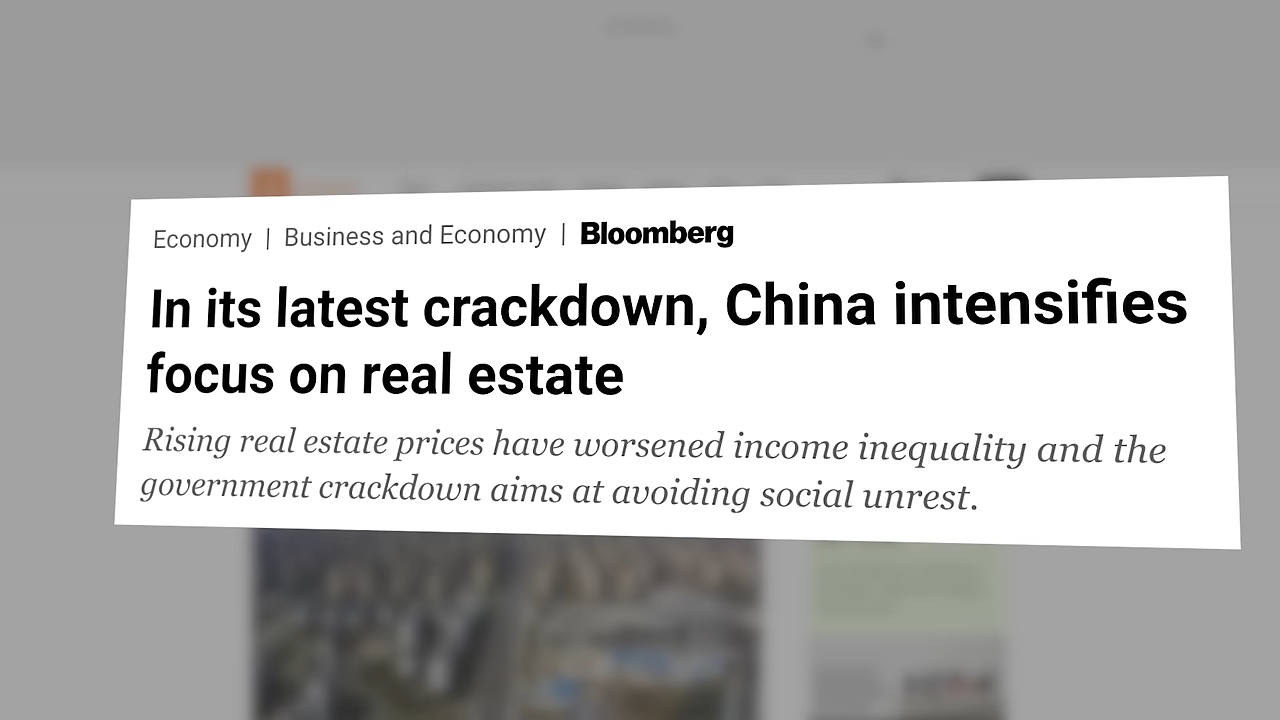 Economy | Business and Economy | Bloomberg
In its latest crackdown, China intensifies
focus on real estate
Rising real estate prices have worsened income inequality and the
government crackdown aims at avoiding social unrest.